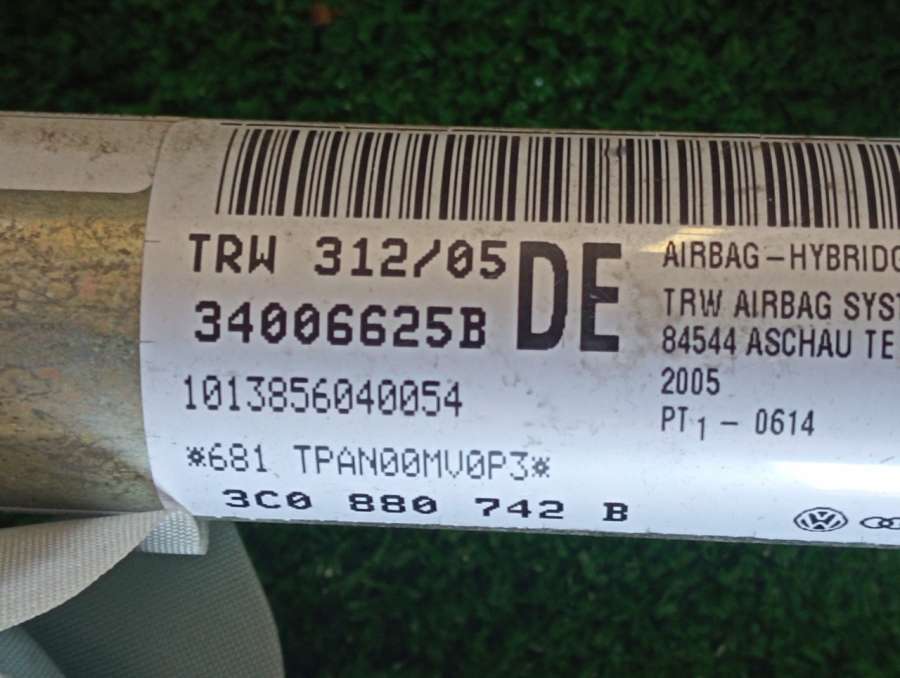 TRW 312/05
34006625B
DE
1013856040054
*681 TPAN00MV0P3*
3C0 880 742 B
AIRBAG-HYBRIDG
TRW AIRBAG SYST
84544 ASCHAU TE
2005
PT1 - 0614